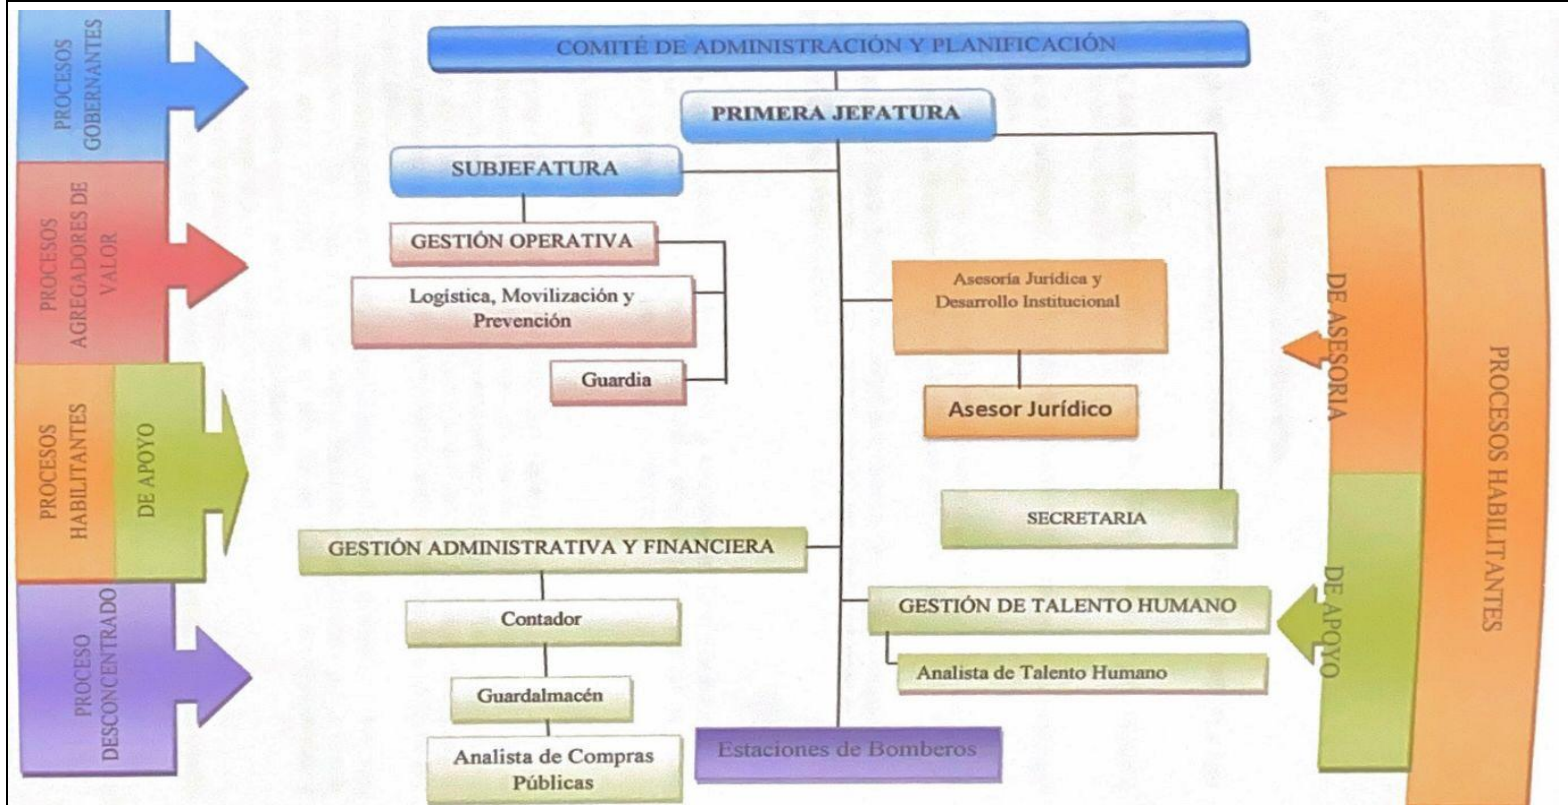 PROCESOS
GOBERNANTES
PROCESOS
AGREGADORES DE
VALOR
PROCESOS
HABILITANTES
DE APOYO
PROCESO
DESCONCENTRADO
COMITÉ DE ADMINISTRACIÓN Y PLANIFICACIÓN
PRIMERA JEFATURA
SUBJEFATURA
GESTIÓN OPERATIVA
Logística, Movilización y
Prevención
Guardia
Asesoría Jurídica y
Desarrollo Institucional
Asesor Jurídico
SECRETARIA
GESTIÓN ADMINISTRATIVA Y FINANCIERA
Contador
Guardalmacén
Analista de Compras
Públicas
GESTIÓN DE TALENTO HUMANO
Analista de Talento Humano
Estaciones de Bomberos
DE ASESORIA
DE APOYO
PROCESOS HABILITANTES